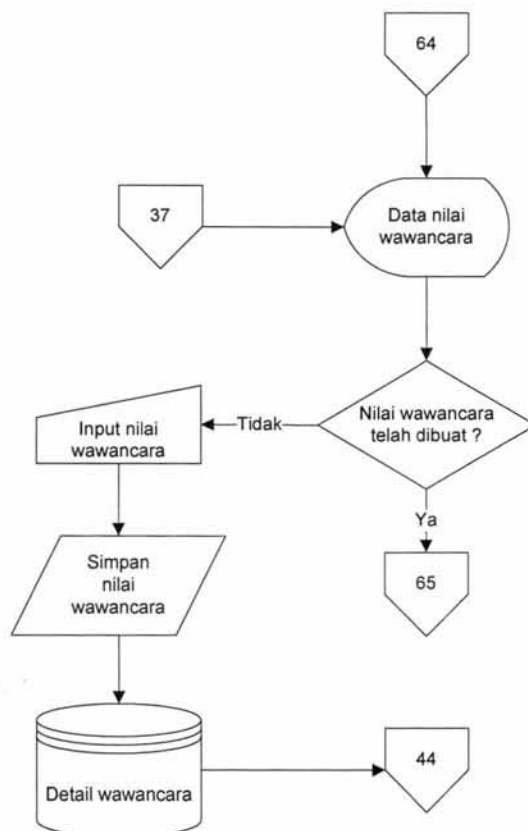 64
37
Data nilai
wawancara
Nilai wawancara
telah dibuat ?
Tidak
Input nilai
wawancara
Ya
Simpan
nilai
wawancara
65
Detail wawancara
44